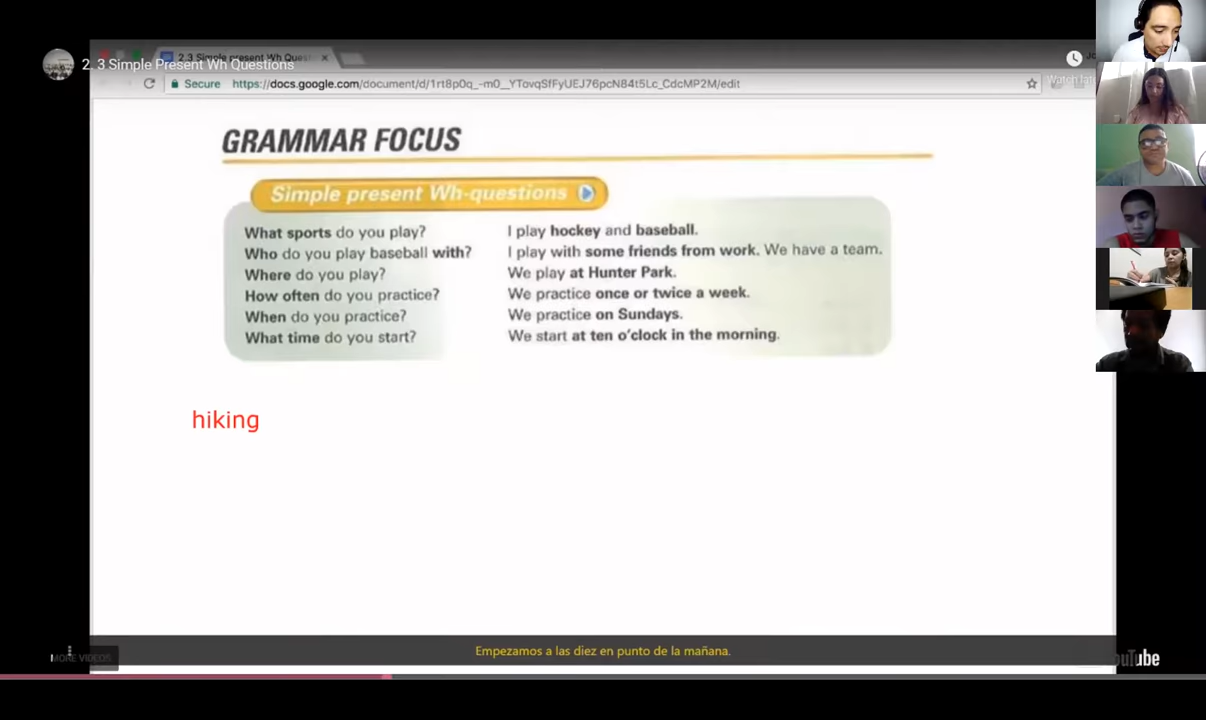 2. 3 Simple Present Wh Questions
Secure https://docs.google.com/document/d/1rt8p0q_-m0__YTovqSfFyUEJ76pcN84t5Lc_CdcMP2M/edit
Watch late
GRAMMAR FOCUS
Simple present Wh-questions
What sports do you play? I play hockey and baseball.
Who do you play baseball with? I play with some friends from work. We have a team.
Where do you play? We play at Hunter Park.
How often do you practice? We practice once or twice a week.
When do you practice? We practice on Sundays.
What time do you start? We start at ten o'clock in the morning.
hiking
Empezamos a las diez en punto de la mañana.
MORE VIDEOS
ouTube